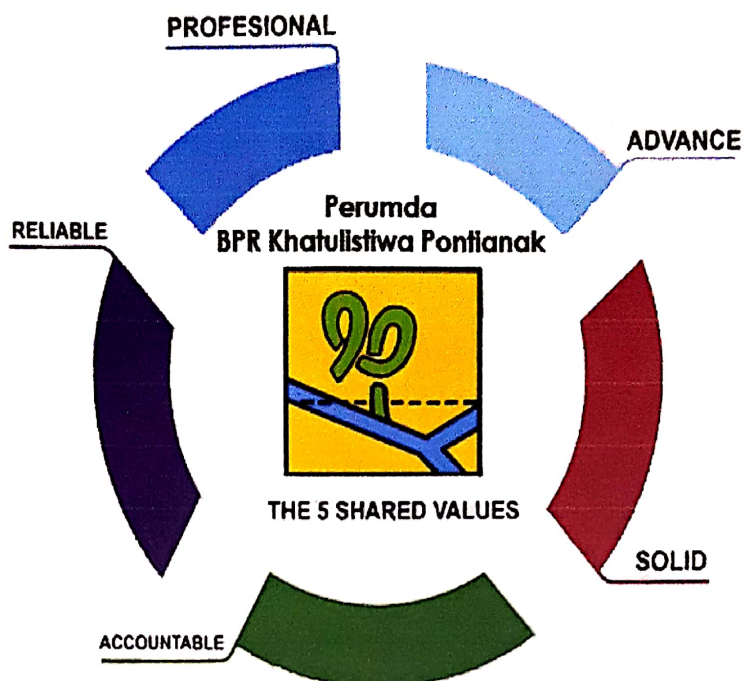 PROFESIONAL
ADVANCE
RELIABLE
Perumda
BPR Khatulistiwa Pontianak
THE 5 SHARED VALUES
SOLID
ACCOUNTABLE